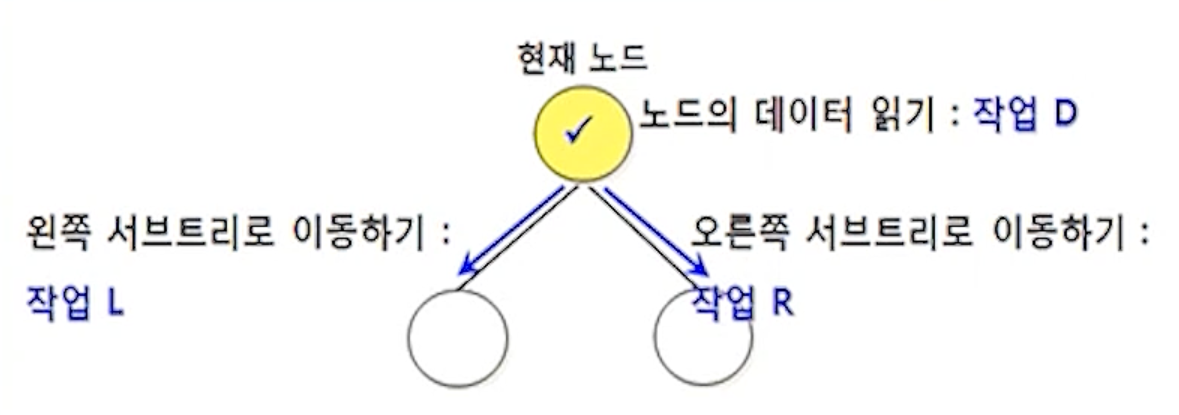 현재 노드
노드의 데이터 읽기 : 작업 D
왼쪽 서브트리로 이동하기 :
작업 L
오른쪽 서브트리로 이동하기 :
작업 R